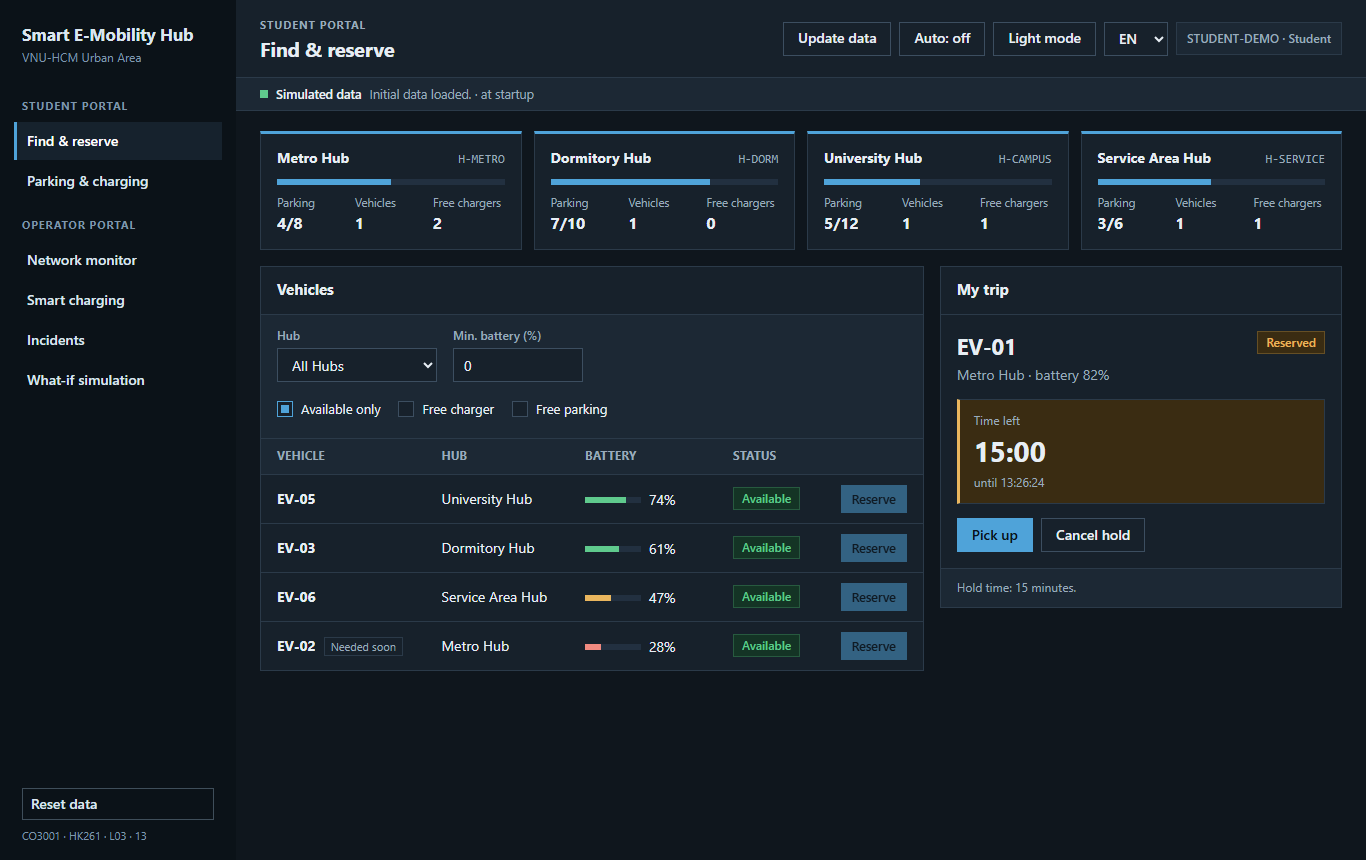 Smart E-Mobility Hub
VNU-HCM Urban Area
STUDENT PORTAL
Find & reserve
Parking & charging
OPERATOR PORTAL
Network monitor
Smart charging
Incidents
What-if simulation
Reset data
CO3001 · HK261 · L03 · 13
STUDENT PORTAL
Find & reserve
Update data
Auto: off
Light mode
EN
STUDENT-DEMO · Student
Simulated data Initial data loaded. · at startup
Metro Hub H-METRO
Parking Vehicles Free chargers
4/8 1 2
Dormitory Hub H-DORM
Parking Vehicles Free chargers
7/10 1 0
University Hub H-CAMPUS
Parking Vehicles Free chargers
5/12 1 1
Service Area Hub H-SERVICE
Parking Vehicles Free chargers
3/6 1 1
Vehicles
Hub Min. battery (%)
All Hubs 0
Available only Free charger Free parking
VEHICLE HUB BATTERY STATUS
EV-05 University Hub 74% Available Reserve
EV-03 Dormitory Hub 61% Available Reserve
EV-06 Service Area Hub 47% Available Reserve
EV-02 Needed soon Metro Hub 28% Available Reserve
My trip
EV-01 Reserved
Metro Hub · battery 82%
Time left
15:00
until 13:26:24
Pick up Cancel hold
Hold time: 15 minutes.